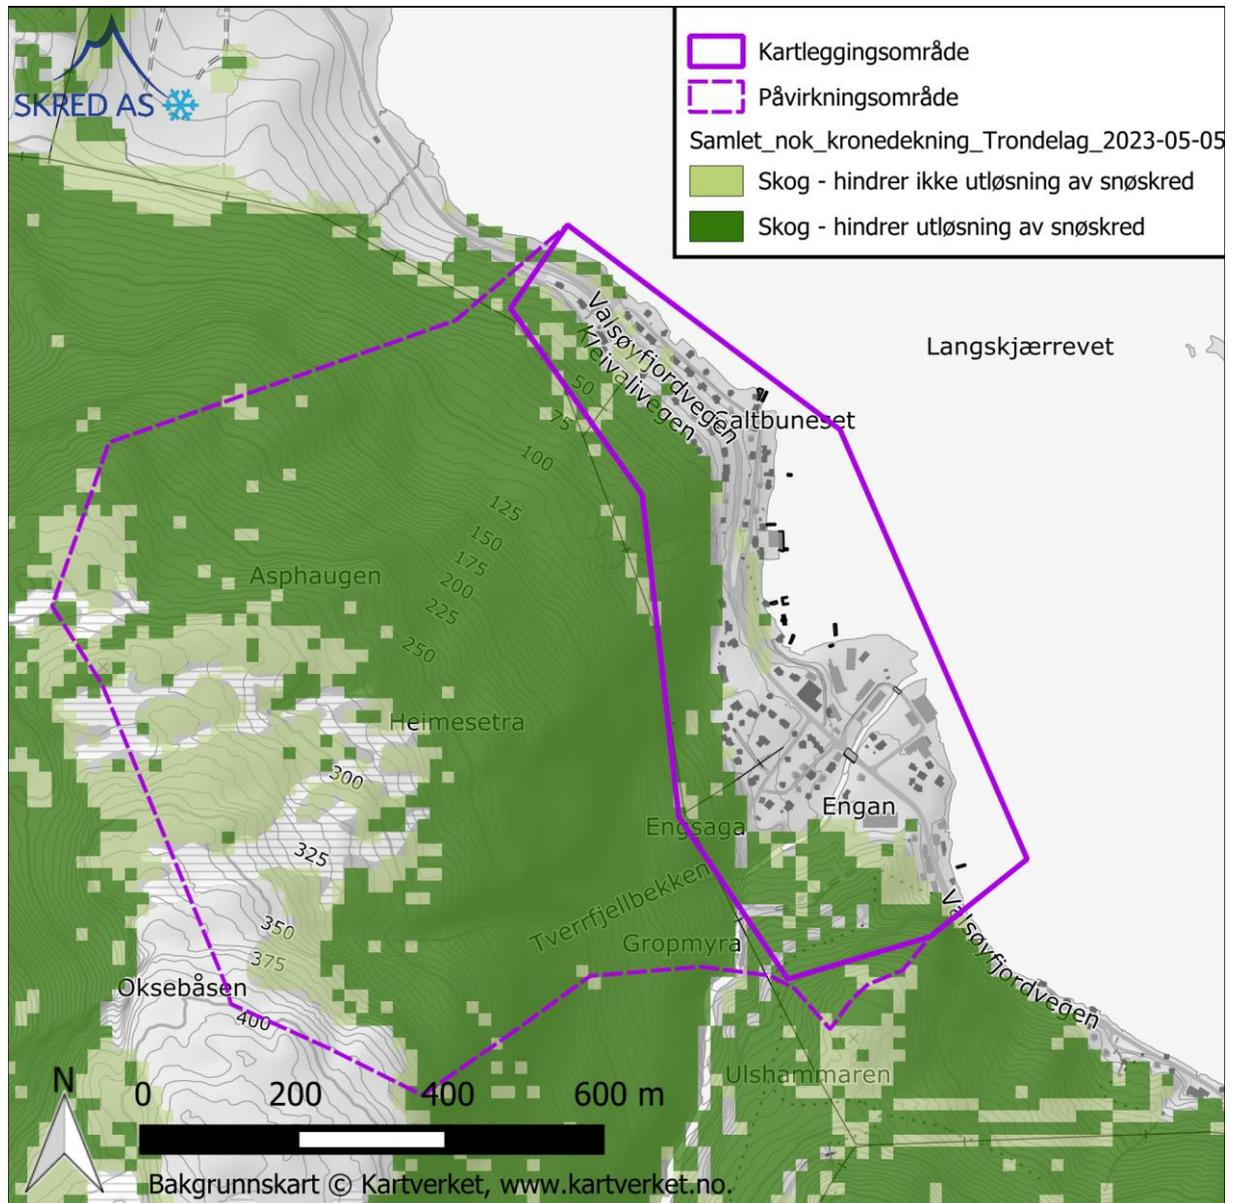 SKRED AS
Kartleggingsområde
Påvirkningsområde
Samlet_nok_kronedekning_Trondelag_2023-05-05
Skog - hindrer ikke utløsning av snøskred
Skog - hindrer utløsning av snøskred
Valsøyfjordvegen
Kleivalivegen
Langskjærrevet
Galtbuneset
50
75
100
125
150
175
200
225
250
Asphaugen
Heimesetra
300
325
350
375
400
Engan
Engsaga
Tverrfjellbekken
Gropmyra
Valsøyfjordvegen
Oksebåsen
Ulshammaren
N
0 200 400 600 m
Bakgrunnskart © Kartverket, www.kartverket.no.